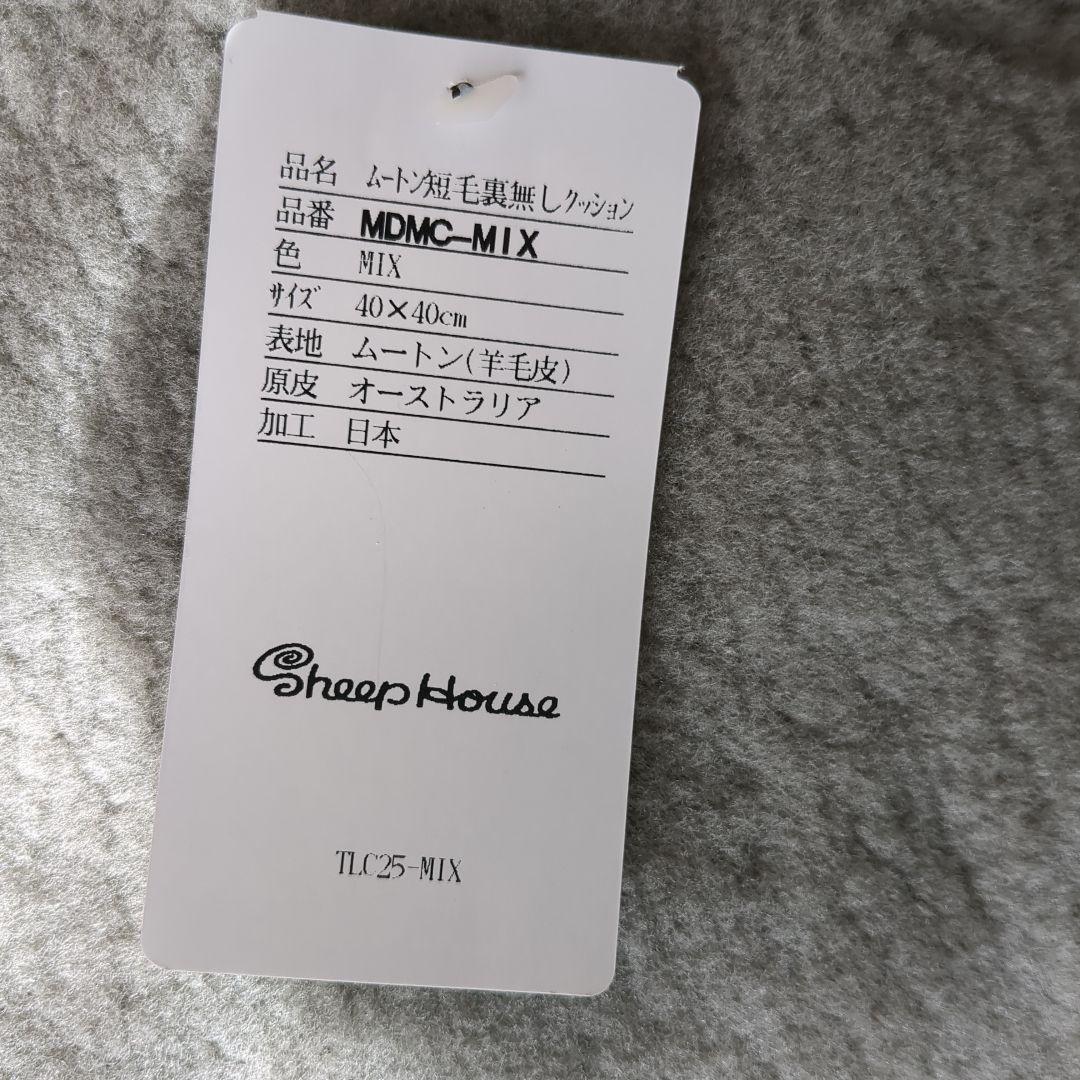 品名 ムートン短毛裏無しクッション
品番 MDMC-MIX
色 MIX
サイズ 40×40cm
表地 ムートン(羊毛皮)
原皮 オーストラリア
加工 日本
Sheep House
TLC25-MIX